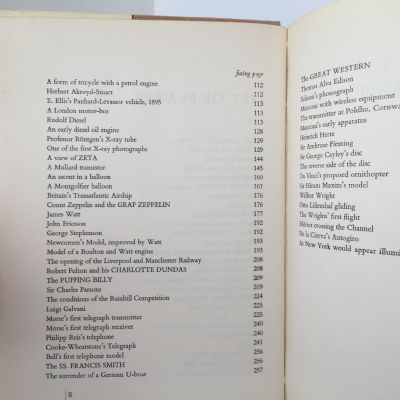 facing page
A form of tricycle with a petrol engine 112
Herbert Akroyd-Stuart 112
E. Ellis's Panhard-Levassor vehicle, 1895 113
A London motor-bus 113
Rudolf Diesel 113
An early diesel oil engine 128
Professor Röntgen's X-ray tube 129
One of the first X-ray photographs 129
A view of ZETA 144
A Mullard transistor 145
An ascent in a balloon 160
A Montgolfier balloon 161
Britain's Transatlantic Airship 176
Count Zeppelin and the GRAF ZEPPELIN 176
James Watt 177
John Ericsson 192
George Stephenson 192
Newcomen's Model, improved by Watt 193
Model of a Boulton and Watt engine 193
The opening of the Liverpool and Manchester Railway 208
Robert Fulton and his CHARLOTTE DUNDAS 208
The PUFFING BILLY 209
Sir Charles Parsons 209
The conditions of the Rainhill Competition 224
Luigi Galvani 225
Morse's first telegraph transmitter 240
Morse's first telegraph receiver 240
Philipp Reis's telephone 240
Cooke-Wheatstone's Telegraph 241
Bell's first telephone model 256
The SS. FRANCIS SMITH 256
The surrender of a German U-boat 257
8
The GREAT WESTERN
Thomas Alva Edison
Edison's phonograph
Marconi with wireless equipment
The transmitter at Poldhu, Cornwa
Marconi's early apparatus
Heinrich Hertz
Sir Ambrose Fleming
Sir George Cayley's disc
The reverse side of the disc
Da Vinci's proposed ornithopter
Sir Hiram Maxim's model
Wilbur Wright
Otto Lilienthal gliding
The Wrights' first flight
Blériot crossing the Channel
De la Cierva's Autogiro
New York would appear illumi